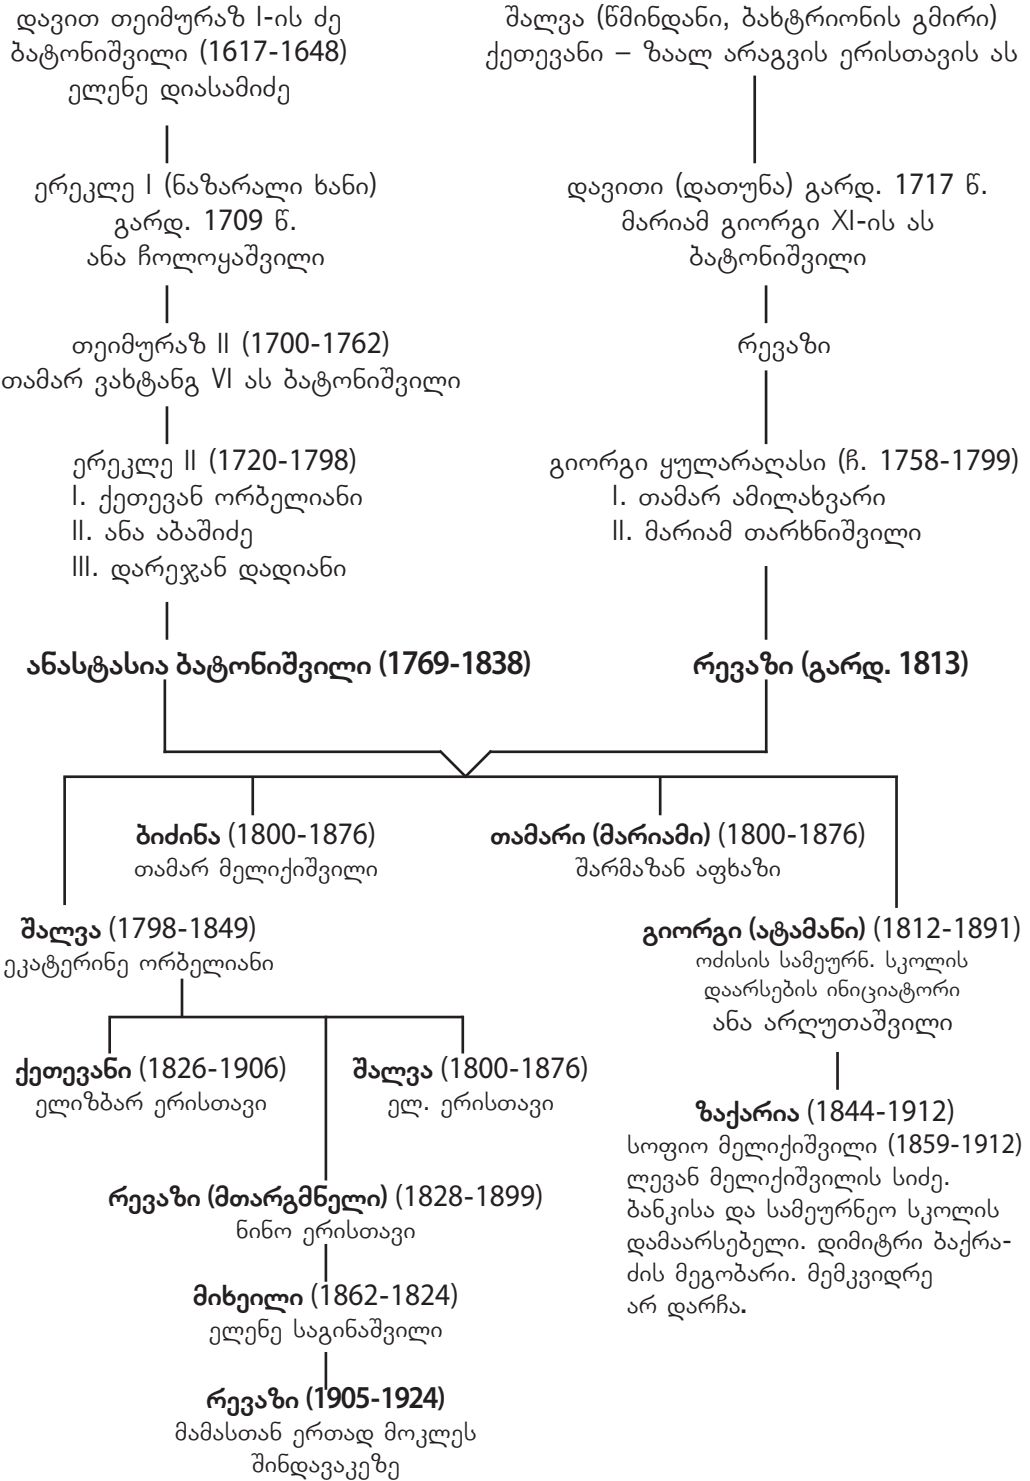 დავით თეიმურაზ I-ის ძე
ბატონიშვილი (1617-1648)
ელენე დიასამიძე
შალვა (წმინდანი, ბახტრიონის გმირი)
ქეთევანი – ზაალ არაგვის ერისთავის ას
ერეკლე I (ნაზარალი ხანი)
გარდ. 1709 წ.
ანა ჩოლოყაშვილი
დავითი (დათუნა) გარდ. 1717 წ.
მარიამ გიორგი XI-ის ას
ბატონიშვილი
თეიმურაზ II (1700-1762)
თამარ ვახტანგ VI ას ბატონიშვილი
რევაზი
ერეკლე II (1720-1798)
I. ქეთევან ორბელიანი
II. ანა აბაშიძე
III. დარეჯან დადიანი
გიორგი ყულარაღასი (ჩ. 1758-1799)
I. თამარ ამილახვარი
II. მარიამ თარხნიშვილი
ანასტასია ბატონიშვილი (1769-1838)
რევაზი (გარდ. 1813)
ბიძინა (1800-1876)
თამარ მელიქიშვილი
თამარი (მარიამი) (1800-1876)
შარმაზან აფხაზი
შალვა (1798-1849)
ეკატერინე ორბელიანი
გიორგი (ატამანი) (1812-1891)
ოძისის სამეურნ. სკოლის
დაარსების ინიციატორი
ანა არღუთაშვილი
ქეთევანი (1826-1906)
ელიზბარ ერისთავი
შალვა (1800-1876)
ელ. ერისთავი
ზაქარია (1844-1912)
სოფიო მელიქიშვილი (1859-1912)
ლევან მელიქიშვილის სიძე.
ბანკისა და სამეურნეო სკოლის
დამაარსებელი. დიმიტრი ბაქრა-
ძის მეგობარი. მემკვიდრე
არ დარჩა.
რევაზი (მთარგმნელი) (1828-1899)
ნინო ერისთავი
მიხეილი (1862-1824)
ელენე საგინაშვილი
რევაზი (1905-1924)
მამასთან ერთად მოკლეს
შინდავაკეზე